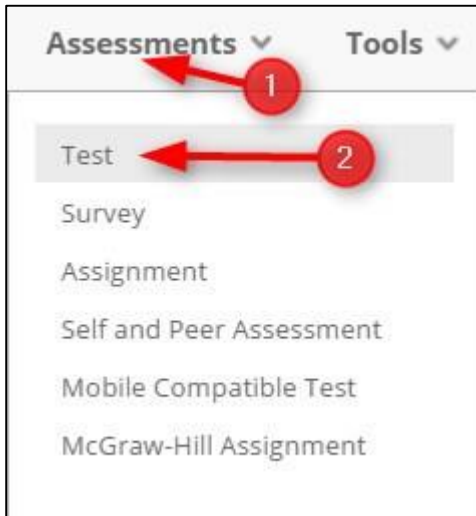 Assessments Tools
1
Test 2
Survey
Assignment
Self and Peer Assessment
Mobile Compatible Test
McGraw-Hill Assignment